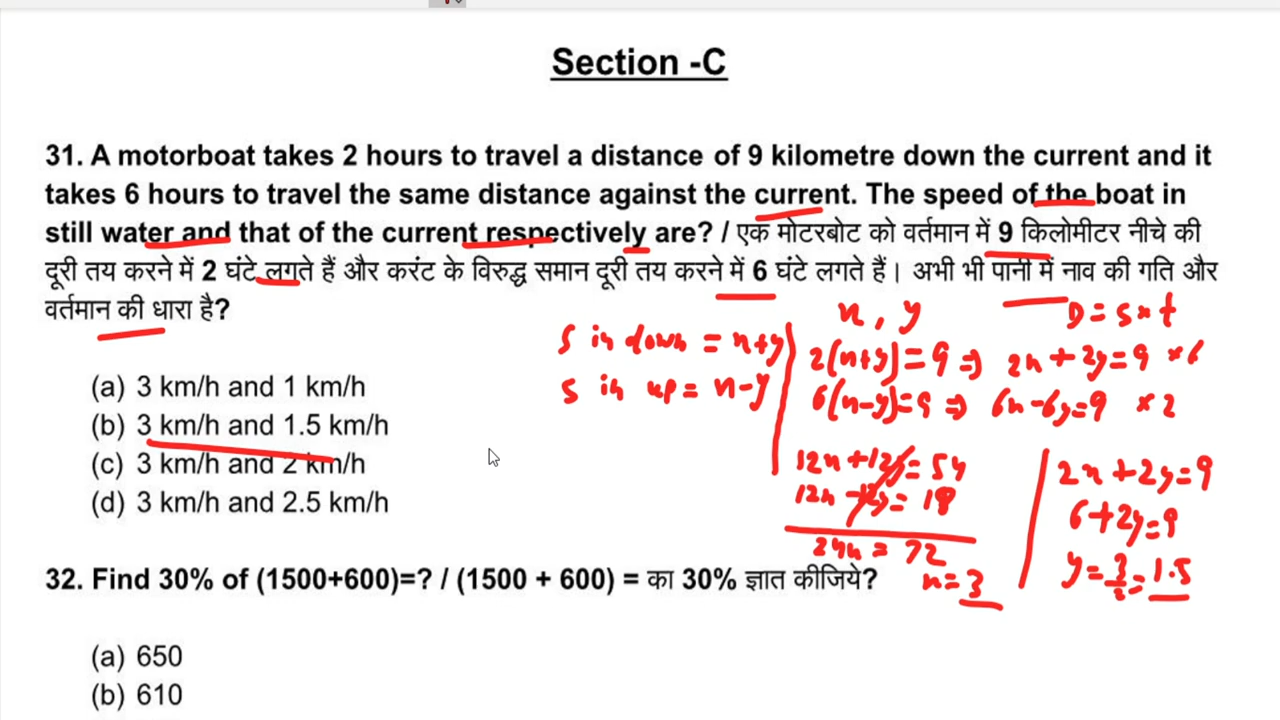 Section -C
31. A motorboat takes 2 hours to travel a distance of 9 kilometre down the current and it
takes 6 hours to travel the same distance against the current. The speed of the boat in
still water and that of the current respectively are? / एक मोटरबोट को वर्तमान में 9 किलोमीटर नीचे की
दूरी तय करने में 2 घंटे लगते हैं और करंट के विरुद्ध समान दूरी तय करने में 6 घंटे लगते हैं। अभी भी पानी में नाव की गति और
वर्तमान की धारा है?
(a) 3 km/h and 1 km/h
(b) 3 km/h and 1.5 km/h
(c) 3 km/h and 2 km/h
(d) 3 km/h and 2.5 km/h
S in down = x+y
S in up = x-y
x, y
D = s×t
2(x+y)=9 ⇒ 2x+2y=9 ×6
6(x-y)=9 ⇒ 6x-6y=9 ×2
12x+12y=54
12x-12y=18
24x=72
x=3
2x+2y=9
6+2y=9
y=3/2=1.5
32. Find 30% of (1500+600)=? / (1500 + 600) = का 30% ज्ञात कीजिये?
(a) 650
(b) 610